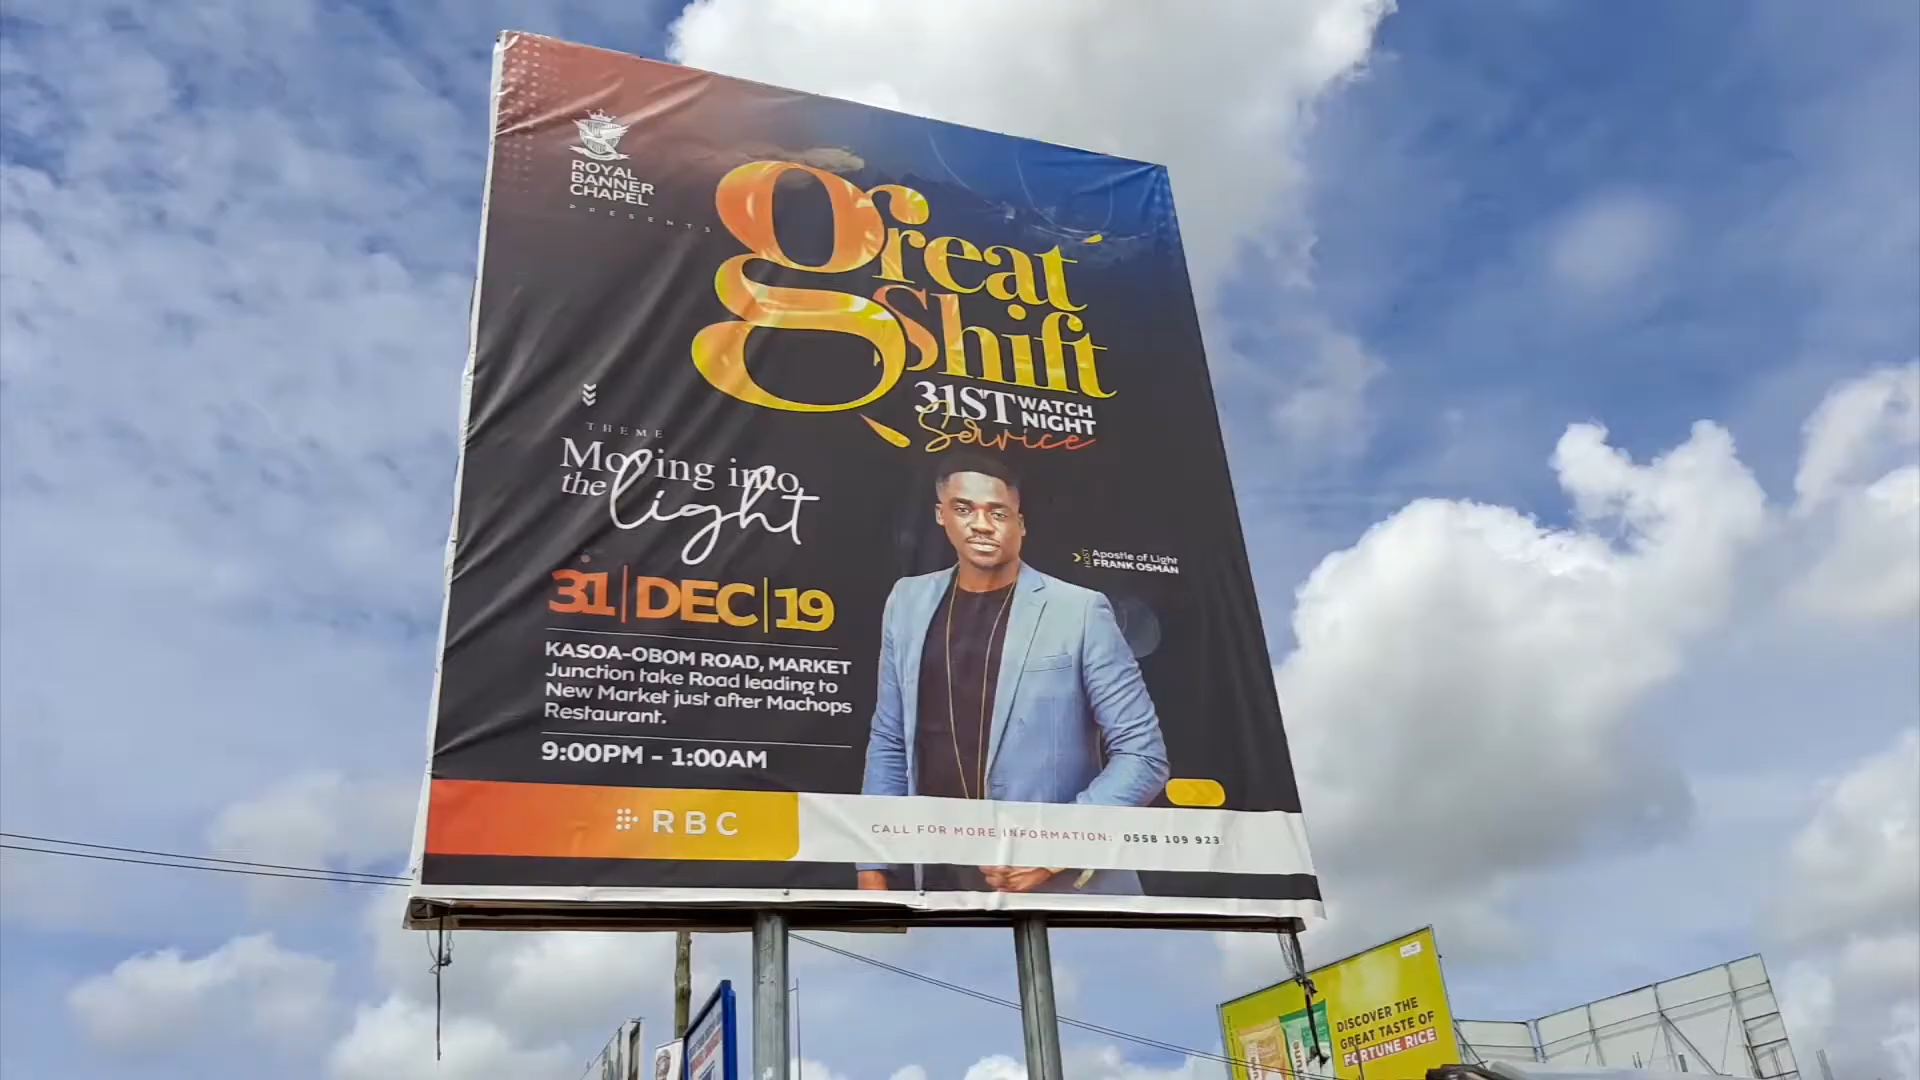 ROYAL
BANNER
CHAPEL
PRESENTS
great
Shift
31ST WATCH
NIGHT
Service
THEME
Moving into
the light
31|DEC|19
KASOA-OBOM ROAD, MARKET
Junction take Road leading to
New Market just after Machops
Restaurant.
9:00PM - 1:00AM
HOST
Apostle of Light
FRANK OSMAN
RBC
CALL FOR MORE INFORMATION: 0558 109 923
DISCOVER THE
GREAT TASTE OF
FORTUNE RICE